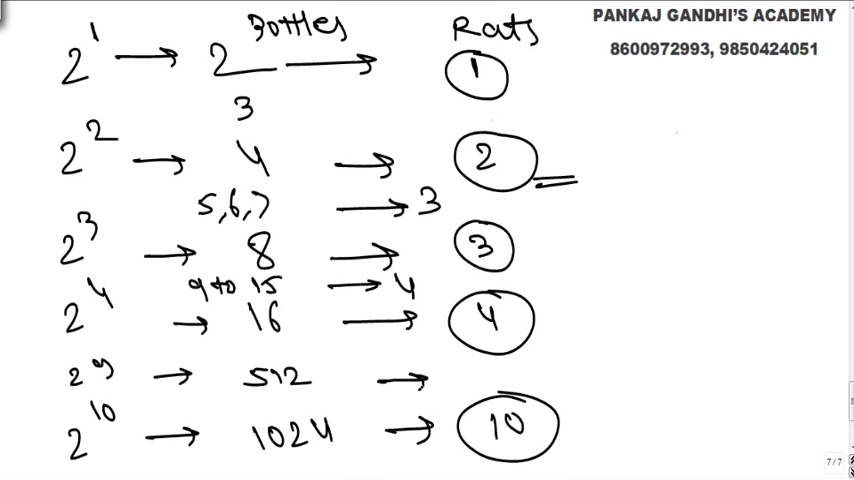 PANKAJ GANDHI'S ACADEMY
8600972993, 9850424051
Bottles Rats
2^1 → 2 → 1
3
2^2 → 4 → 2
5,6,7 → 3
2^3 → 8 → 3
9 to 15 → 4
2^4 → 16 → 4
2^9 → 512 →
2^10 → 1024 → 10
7/7